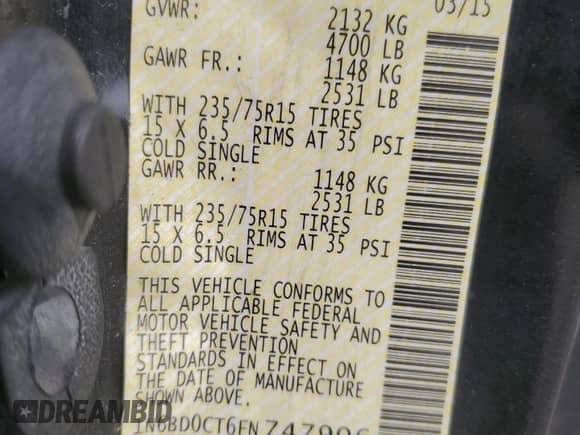 GVWR: 2132 KG
03/15
4700 LB
GAWR FR.: 1148 KG
2531 LB
WITH 235/75R15 TIRES
15 X 6.5 RIMS AT 35 PSI
COLD SINGLE
GAWR RR.: 1148 KG
2531 LB
WITH 235/75R15 TIRES
15 X 6.5 RIMS AT 35 PSI
COLD SINGLE
THIS VEHICLE CONFORMS TO
ALL APPLICABLE FEDERAL
MOTOR VEHICLE SAFETY AND
THEFT PREVENTION
STANDARDS IN EFFECT ON
THE DATE OF MANUFACTURE
SHOWN ABOVE.
DREAMBID